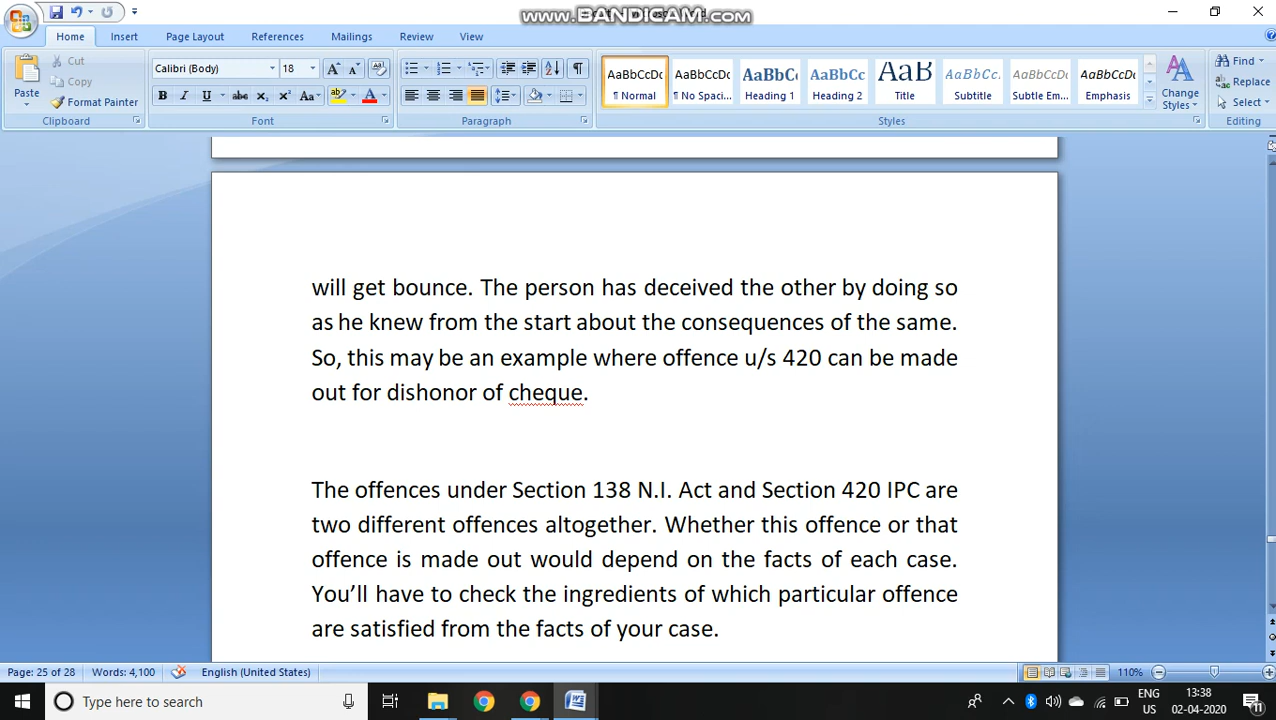 www.BANDICAM.com
Home Insert Page Layout References Mailings Review View
Paste
Cut
Copy
Format Painter
Clipboard
Calibri (Body) 18
Font
Paragraph
AaBbCcDc AaBbCcDc AaBbC AaBbCc AaB AaBbCc. AaBbCcDc AaBbCcDc
¶ Normal ¶ No Spaci... Heading 1 Heading 2 Title Subtitle Subtle Em... Emphasis
Change Styles
Styles
Find
Replace
Select
Editing
will get bounce. The person has deceived the other by doing so
as he knew from the start about the consequences of the same.
So, this may be an example where offence u/s 420 can be made
out for dishonor of cheque.
The offences under Section 138 N.I. Act and Section 420 IPC are
two different offences altogether. Whether this offence or that
offence is made out would depend on the facts of each case.
You’ll have to check the ingredients of which particular offence
are satisfied from the facts of your case.
Page: 25 of 28 Words: 4,100 English (United States) 110%
Type here to search
ENG
US
13:38
02-04-2020
11